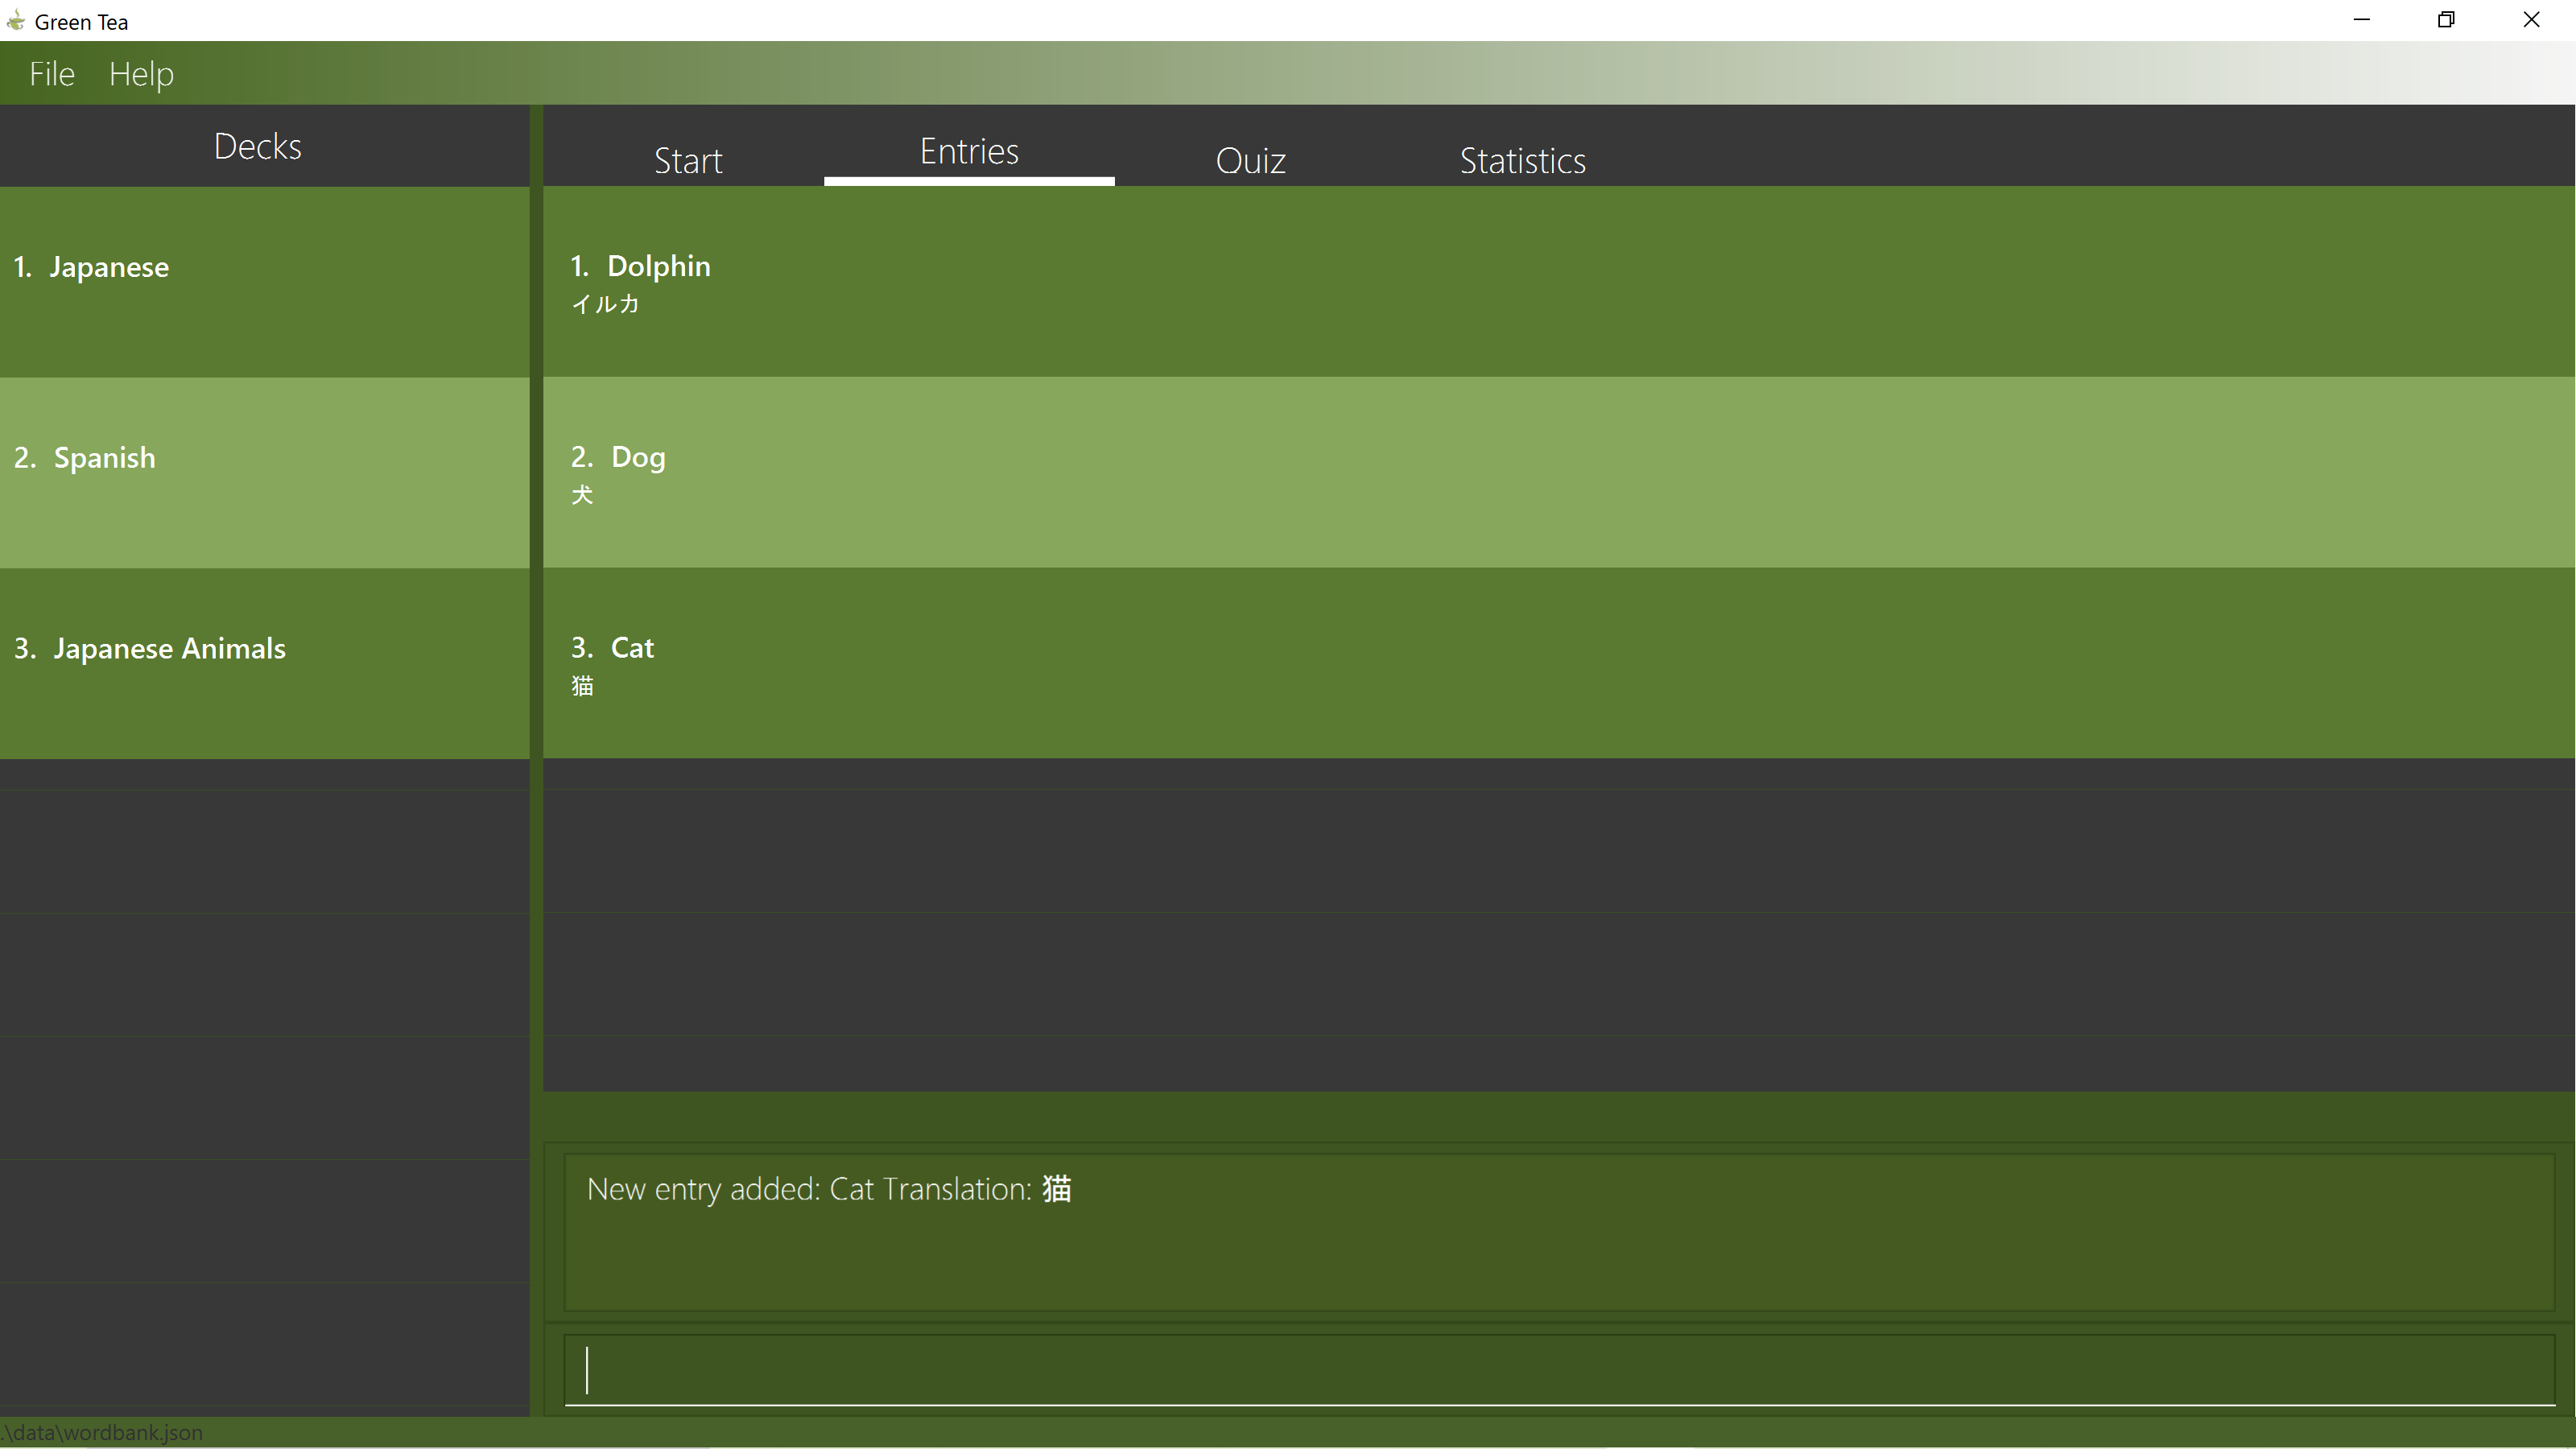 Green Tea
File Help
Decks
Start Entries Quiz Statistics
1. Japanese
2. Spanish
3. Japanese Animals
1. Dolphin
イルカ
2. Dog
犬
3. Cat
猫
New entry added: Cat Translation: 猫
.\data\wordbank.json